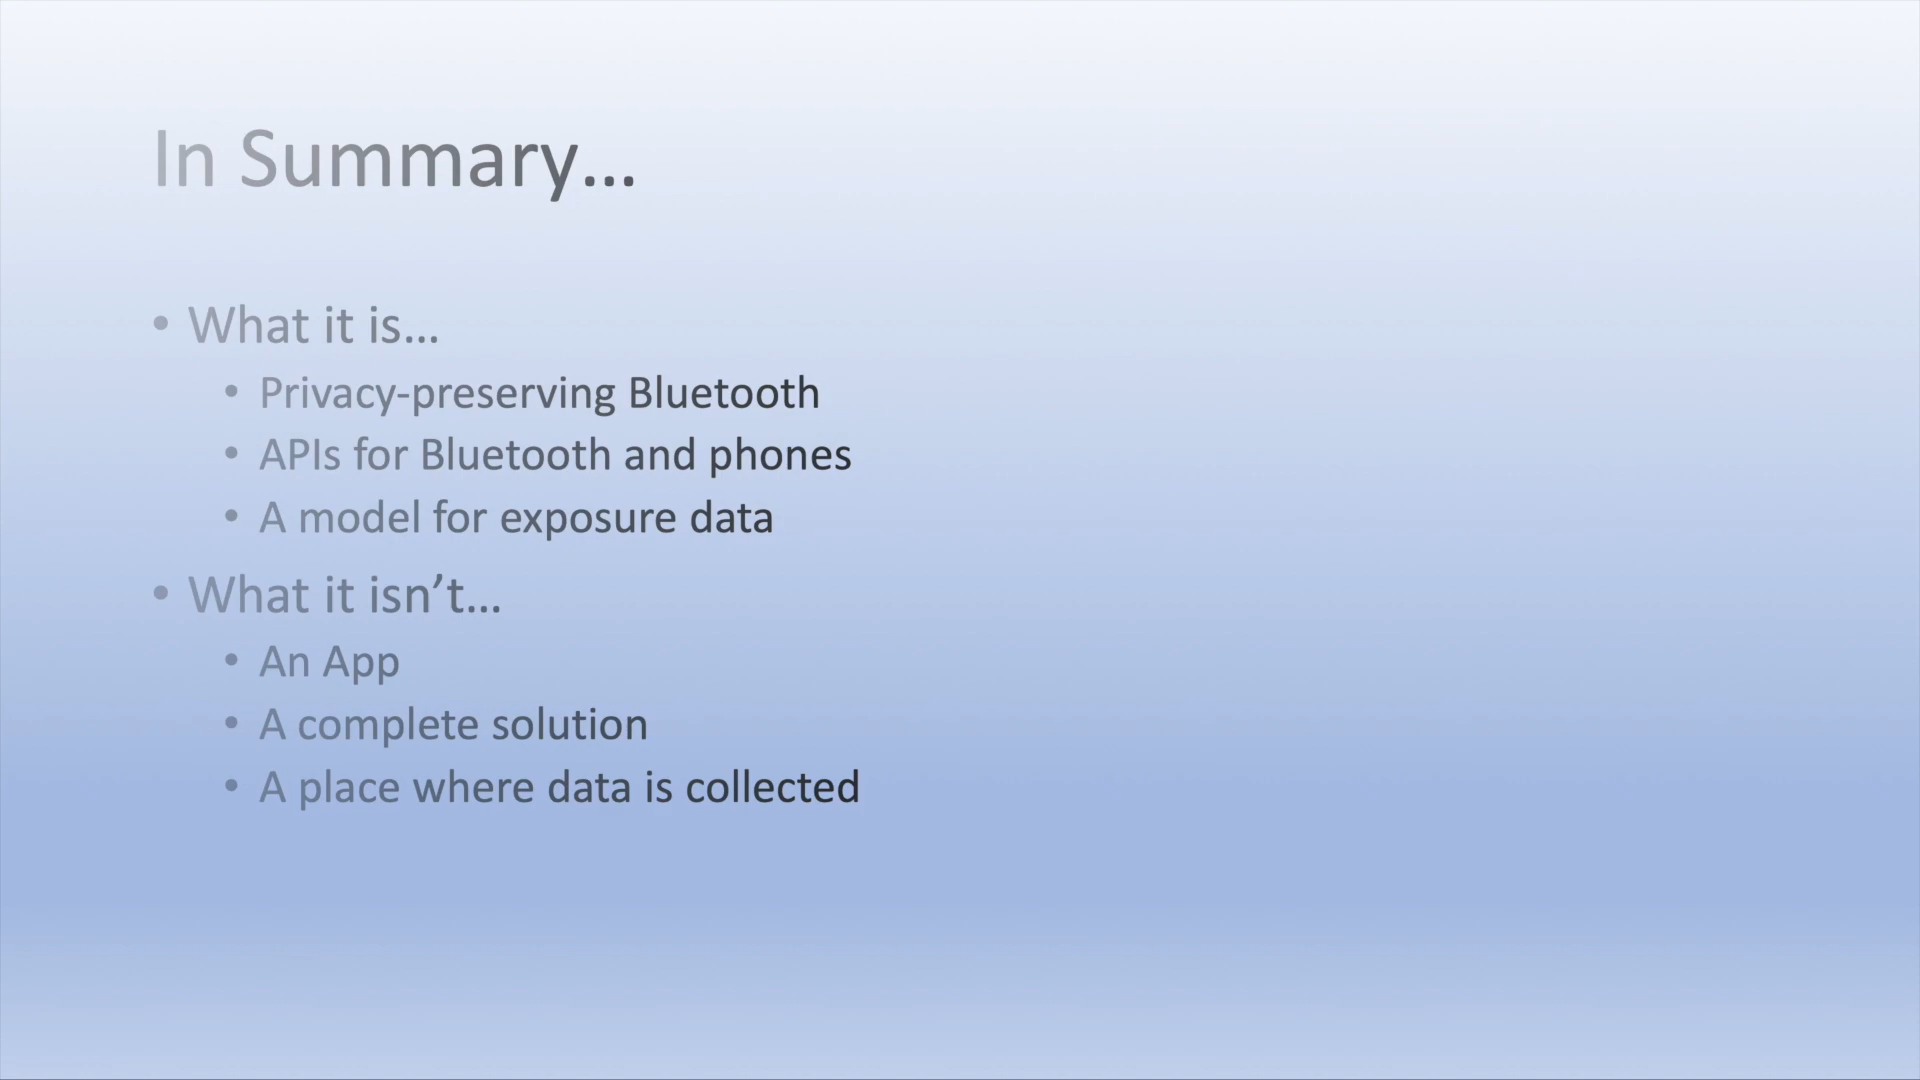 In Summary…
• What it is…
• Privacy-preserving Bluetooth
• APIs for Bluetooth and phones
• A model for exposure data
• What it isn’t…
• An App
• A complete solution
• A place where data is collected